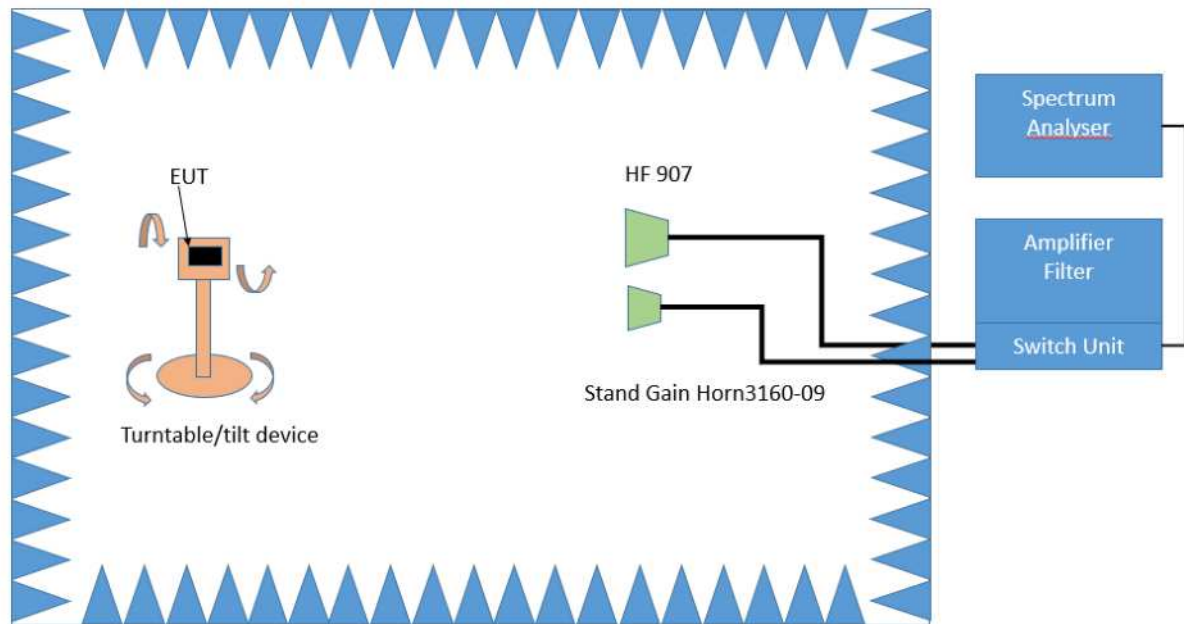 Spectrum
Analyser
EUT
HF 907
Amplifier
Filter
Switch Unit
Stand Gain Horn3160-09
Turntable/tilt device